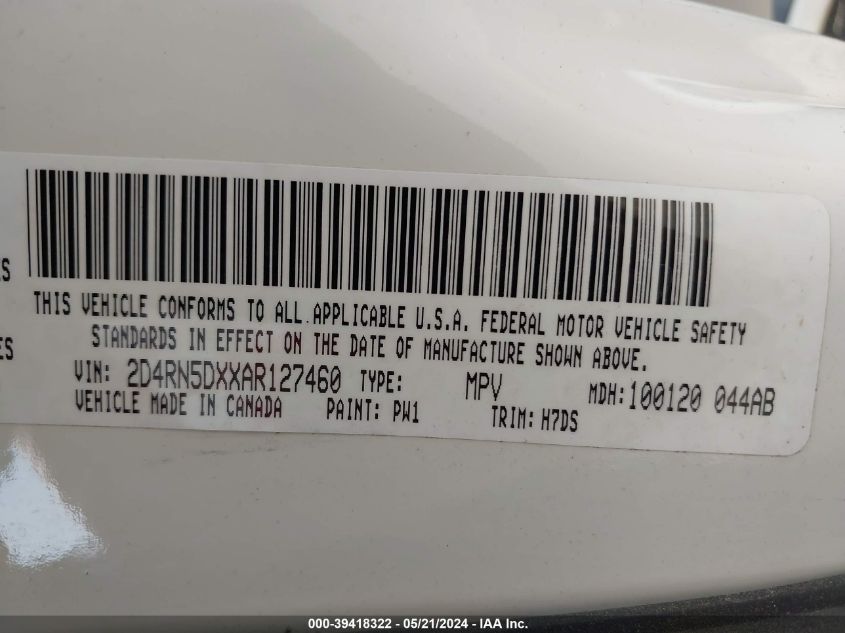 ES
THIS VEHICLE CONFORMS TO ALL APPLICABLE U.S.A. FEDERAL MOTOR VEHICLE SAFETY
ES
STANDARDS IN EFFECT ON THE DATE OF MANUFACTURE SHOWN ABOVE.
VIN: 2D4RN5DXXAR127460 TYPE: MPV MDH: 100120 044AB
VEHICLE MADE IN CANADA PAINT: PW1 TRIM: H7DS
000-39418322 - 05/21/2024 - IAA Inc.